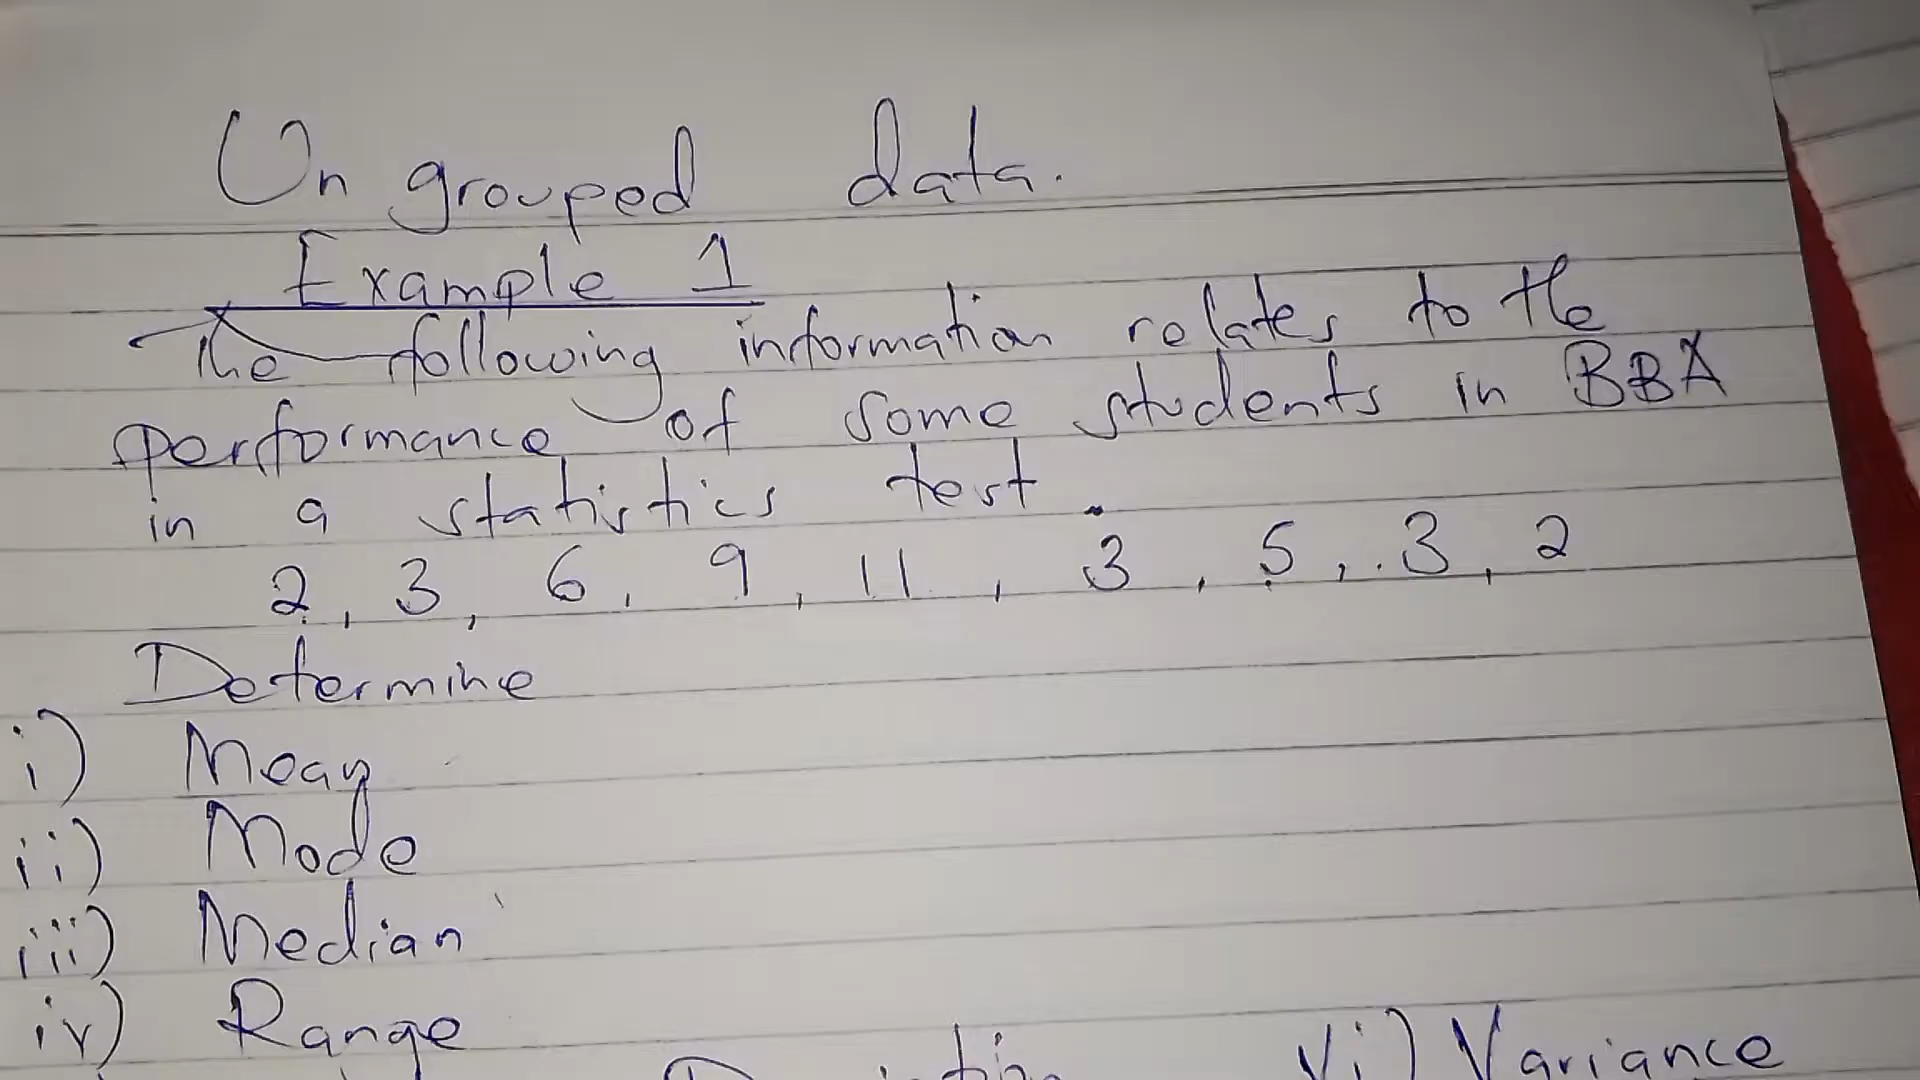 Un grouped data.
Example 1
The following information relates to the
performance of some students in BBA
in a statistics test.
2, 3, 6, 9, 11, 3, 5, 3, 2
Determine
i) Mean
ii) Mode
iii) Median
iv) Range
vi) Variance